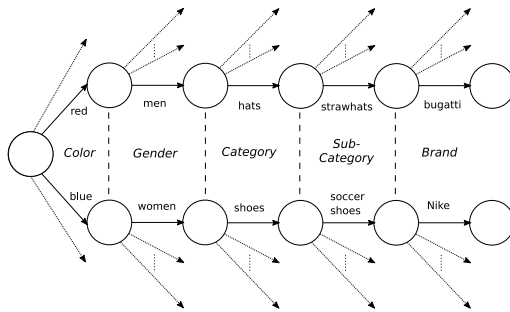 red
men
hats
strawhats
bugatti
Color
Gender
Category
Sub-
Category
Brand
blue
women
shoes
soccer
shoes
Nike